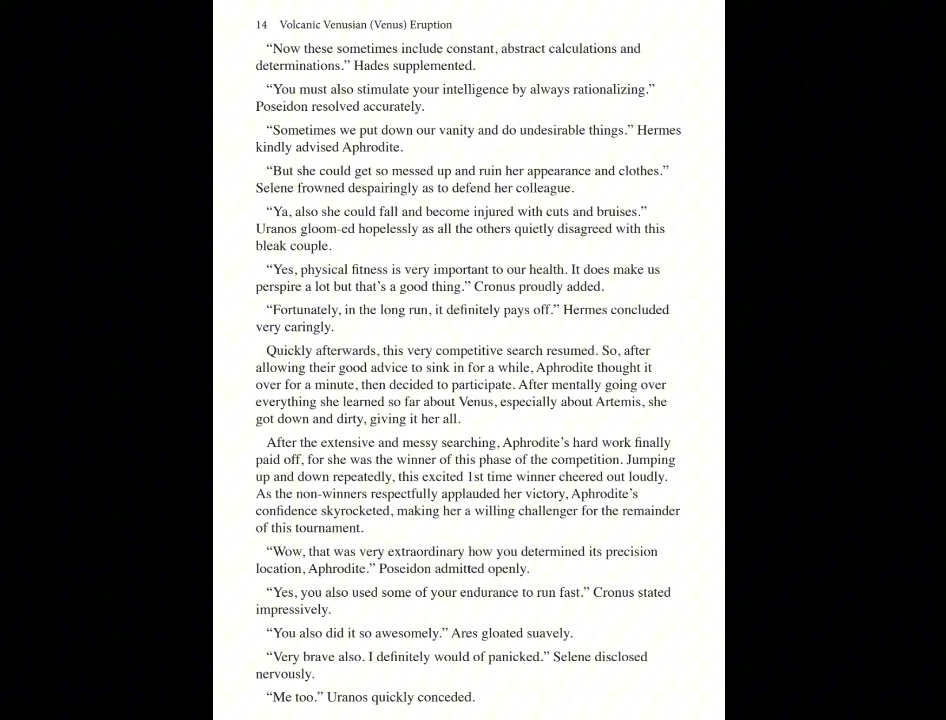 14 Volcanic Venusian (Venus) Eruption
“Now these sometimes include constant, abstract calculations and
determinations.” Hades supplemented.
“You must also stimulate your intelligence by always rationalizing.”
Poseidon resolved accurately.
“Sometimes we put down our vanity and do undesirable things.” Hermes
kindly advised Aphrodite.
“But she could get so messed up and ruin her appearance and clothes.”
Selene frowned despairingly as to defend her colleague.
“Ya, also she could fall and become injured with cuts and bruises.”
Uranos gloom-ed hopelessly as all the others quietly disagreed with this
bleak couple.
“Yes, physical fitness is very important to our health. It does make us
perspire a lot but that’s a good thing.” Cronus proudly added.
“Fortunately, in the long run, it definitely pays off.” Hermes concluded
very caringly.
Quickly afterwards, this very competitive search resumed. So, after
allowing their good advice to sink in for a while, Aphrodite thought it
over for a minute, then decided to participate. After mentally going over
everything she learned so far about Venus, especially about Artemis, she
got down and dirty, giving it her all.
After the extensive and messy searching, Aphrodite’s hard work finally
paid off, for she was the winner of this phase of the competition. Jumping
up and down repeatedly, this excited 1st time winner cheered out loudly.
As the non-winners respectfully applauded her victory, Aphrodite’s
confidence skyrocketed, making her a willing challenger for the remainder
of this tournament.
“Wow, that was very extraordinary how you determined its precision
location, Aphrodite.” Poseidon admitted openly.
“Yes, you also used some of your endurance to run fast.” Cronus stated
impressively.
“You also did it so awesomely.” Ares gloated suavely.
“Very brave also. I definitely would of panicked.” Selene disclosed
nervously.
“Me too.” Uranos quickly conceded.